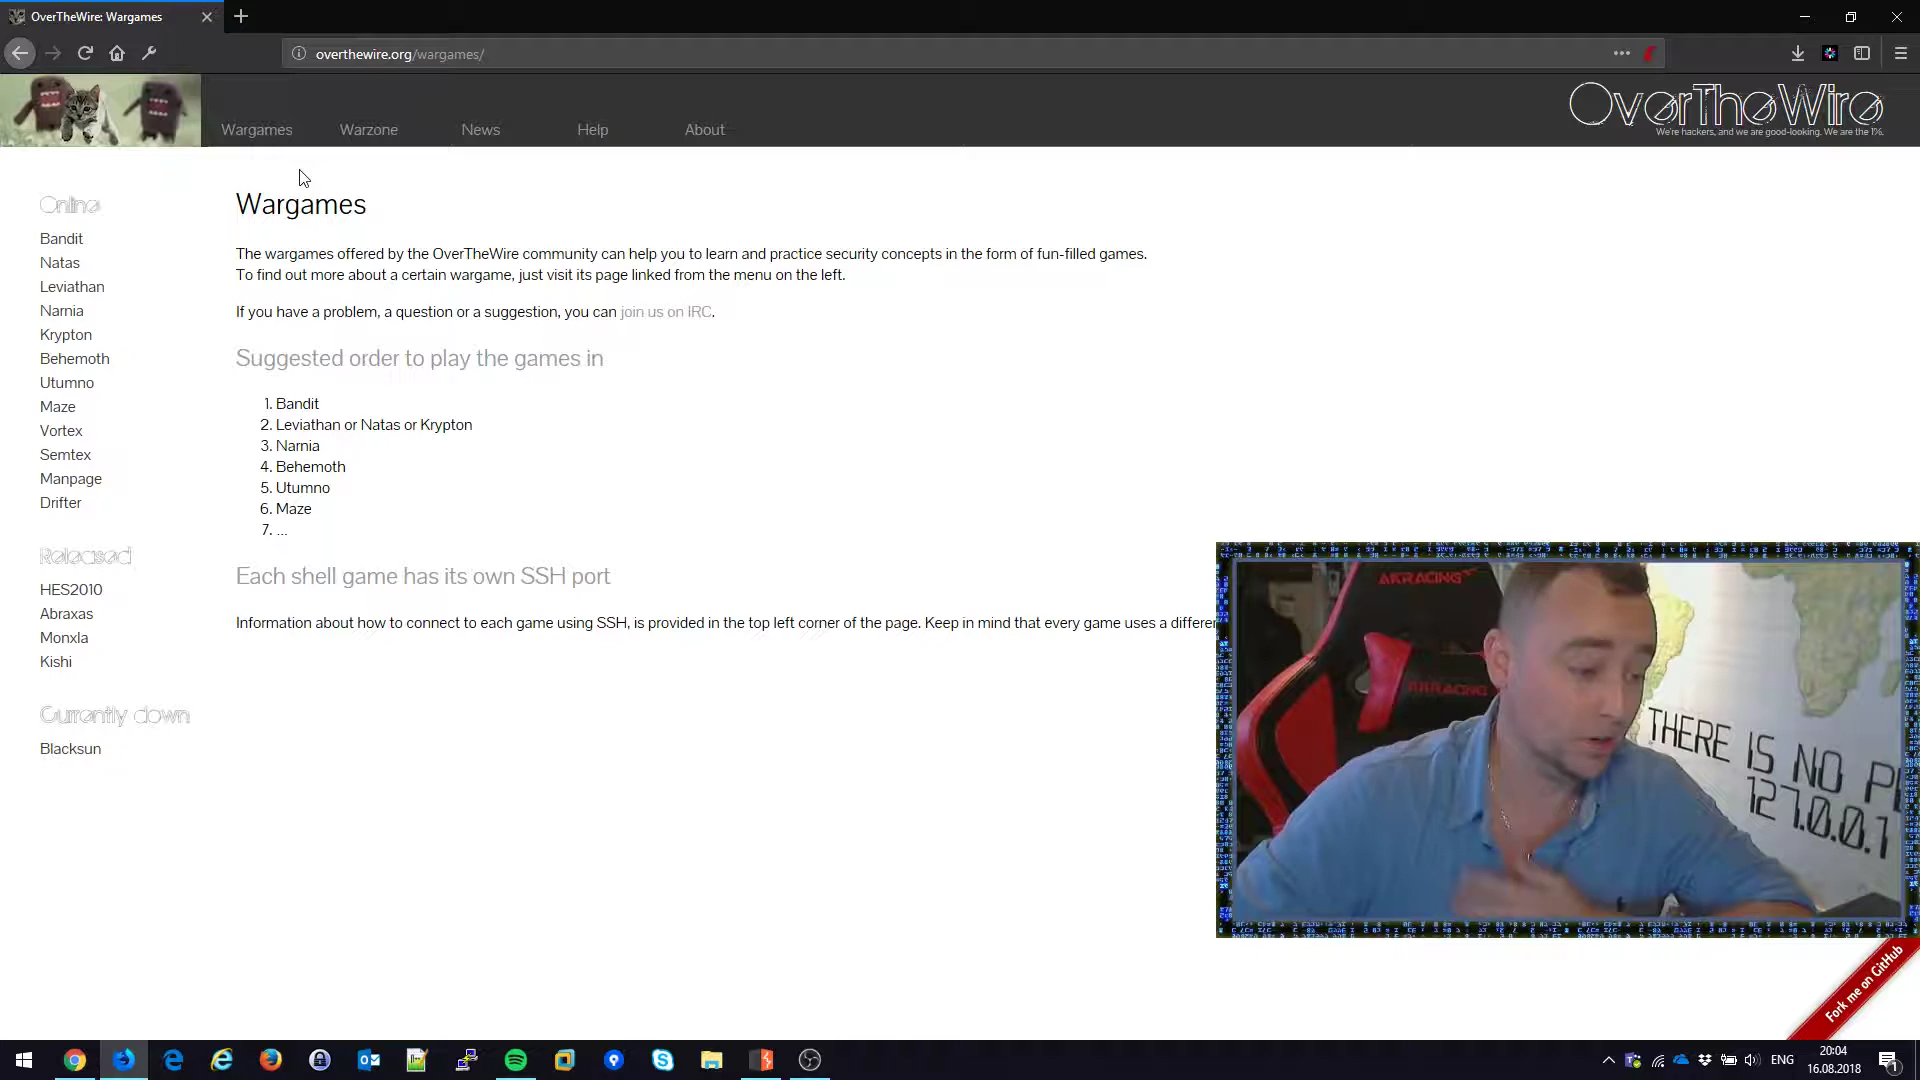 OverTheWire: Wargames
overthewire.org/wargames/
Wargames
Warzone
News
Help
About
OverTheWire
We're hackers, and we are good-looking. We are the 1%.
Online
Bandit
Natas
Leviathan
Narnia
Krypton
Behemoth
Utumno
Maze
Vortex
Semtex
Manpage
Drifter
Released
HES2010
Abraxas
Monxla
Kishi
Currently down
Blacksun
Wargames
The wargames offered by the OverTheWire community can help you to learn and practice security concepts in the form of fun-filled games.
To find out more about a certain wargame, just visit its page linked from the menu on the left.
If you have a problem, a question or a suggestion, you can join us on IRC.
Suggested order to play the games in
1. Bandit
2. Leviathan or Natas or Krypton
3. Narnia
4. Behemoth
5. Utumno
6. Maze
7. ...
Each shell game has its own SSH port
Information about how to connect to each game using SSH, is provided in the top left corner of the page. Keep in mind that every game uses a differen
AKRACING
AKRACING
THERE IS NO P
127.0.0.1
Fork me on GitHub
ENG
20:04
16.08.2018
1